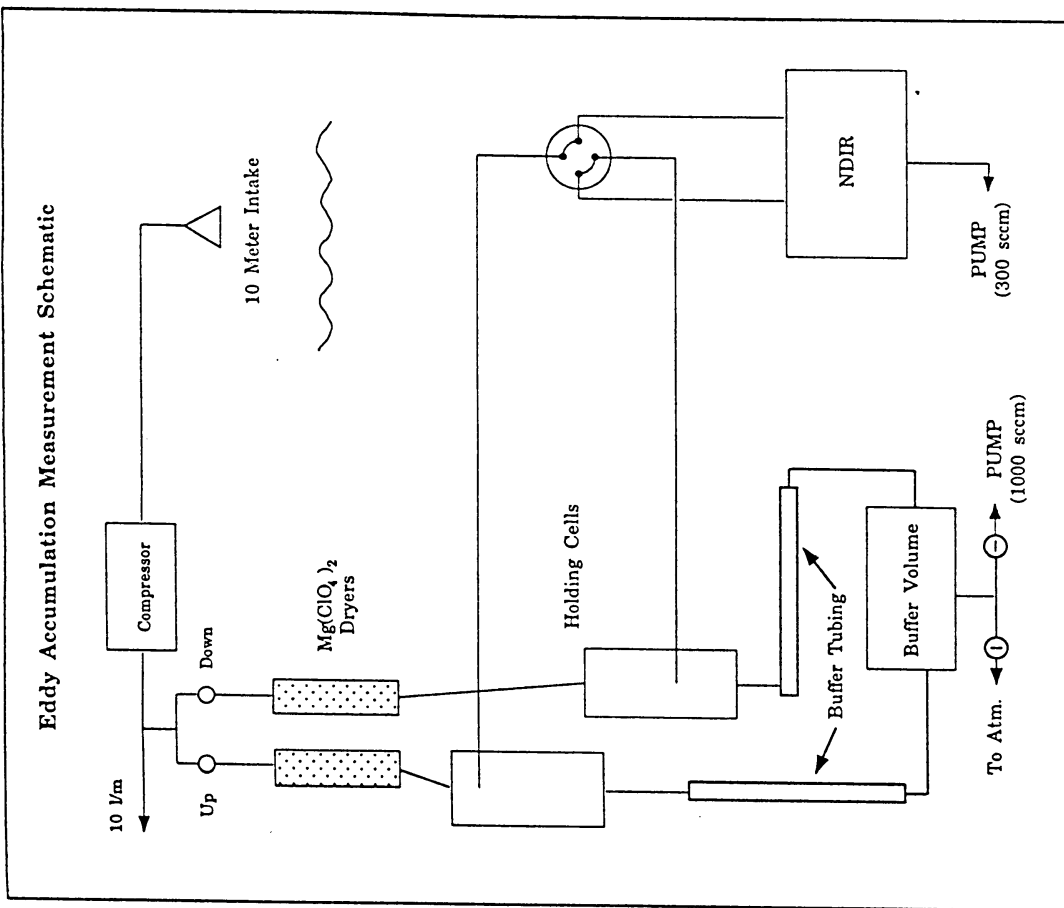 Eddy Accumulation Measurement Schematic
10 l/m
Compressor
10 Meter Intake
Up
Down
Mg(ClO₄)₂
Dryers
Holding Cells
NDIR
PUMP
(300 sccm)
Buffer Tubing
Buffer Volume
To Atm.
PUMP
(1000 sccm)